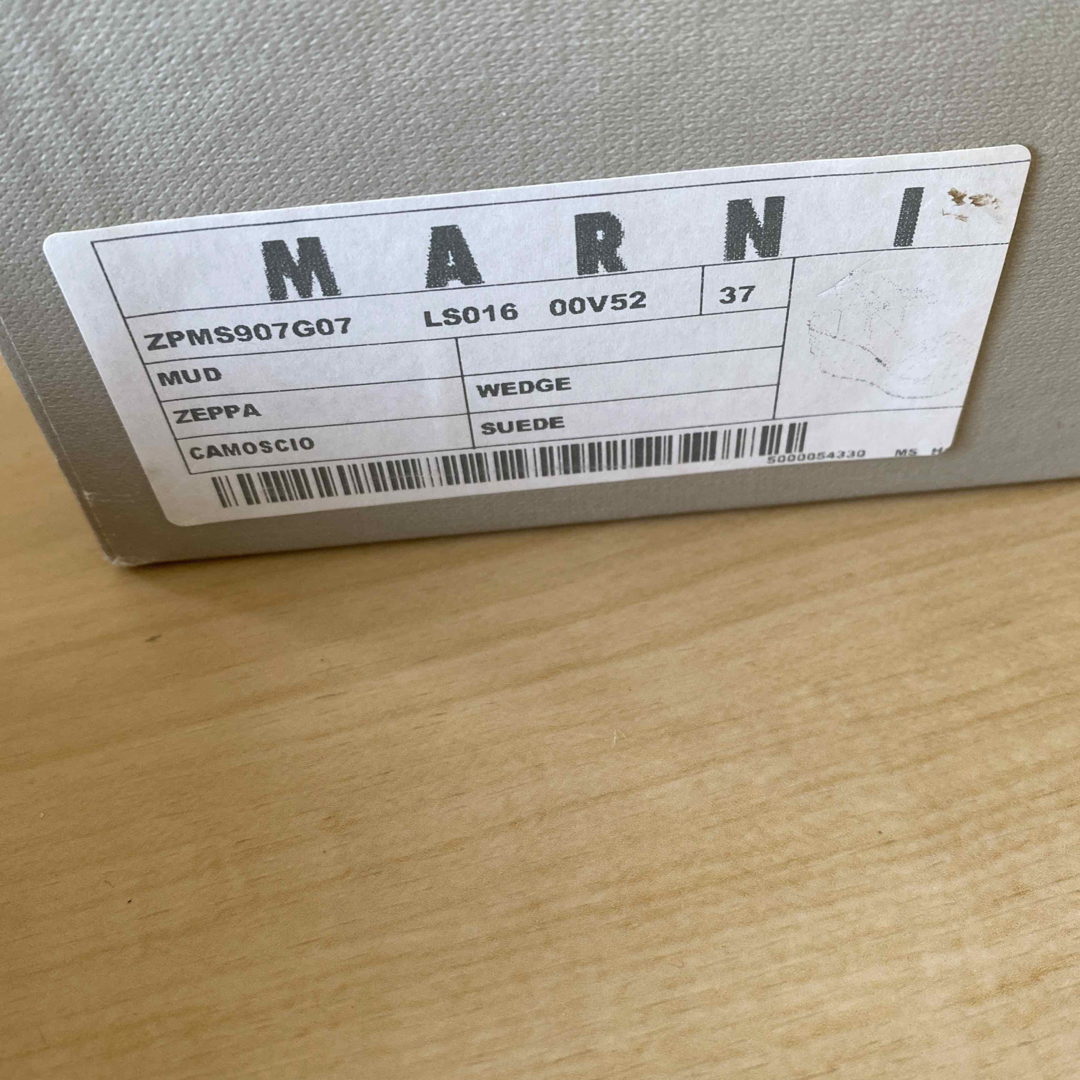 MARNI
ZPMS907G07 LS016 00V52 37
MUD
ZEPPA WEDGE
CAMOSCIO SUEDE
5000054330 MS